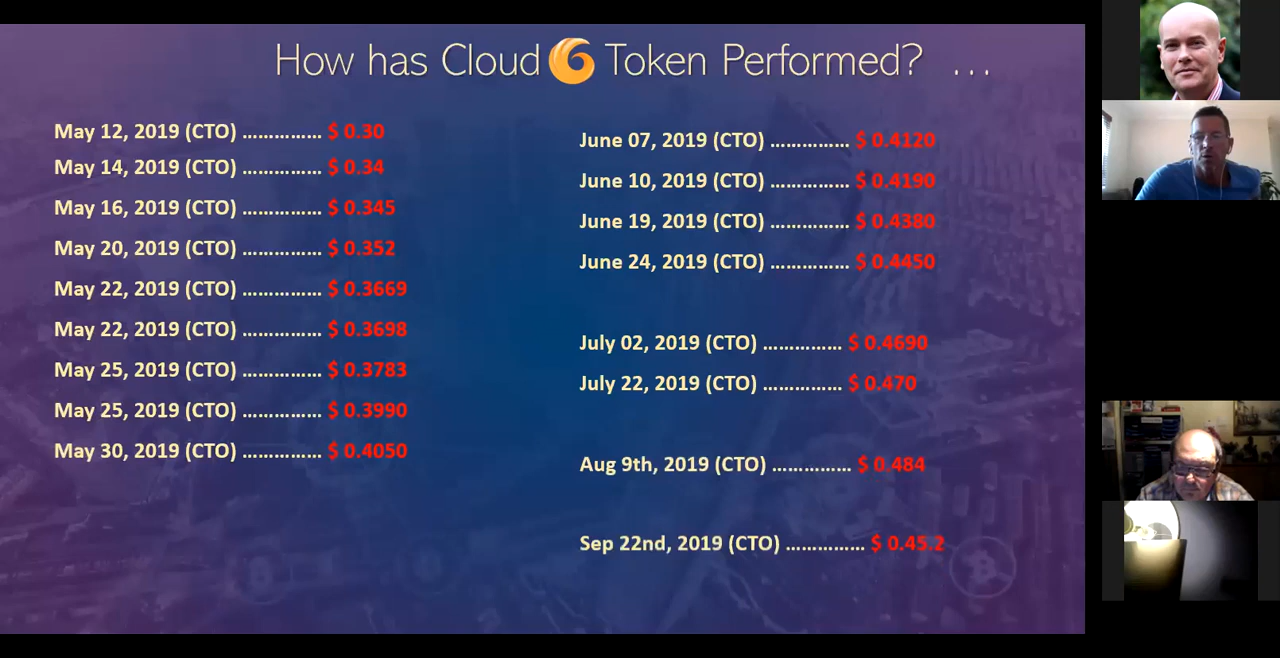 How has Cloud Token Performed? ...
May 12, 2019 (CTO) ............... $ 0.30
May 14, 2019 (CTO) ............... $ 0.34
May 16, 2019 (CTO) ............... $ 0.345
May 20, 2019 (CTO) ............... $ 0.352
May 22, 2019 (CTO) ............... $ 0.3669
May 22, 2019 (CTO) ............... $ 0.3698
May 25, 2019 (CTO) ............... $ 0.3783
May 25, 2019 (CTO) ............... $ 0.3990
May 30, 2019 (CTO) ............... $ 0.4050
June 07, 2019 (CTO) ............... $ 0.4120
June 10, 2019 (CTO) ............... $ 0.4190
June 19, 2019 (CTO) ............... $ 0.4380
June 24, 2019 (CTO) ............... $ 0.4450
July 02, 2019 (CTO) ............... $ 0.4690
July 22, 2019 (CTO) ............... $ 0.470
Aug 9th, 2019 (CTO) ............... $ 0.484
Sep 22nd, 2019 (CTO) ............... $ 0.45.2